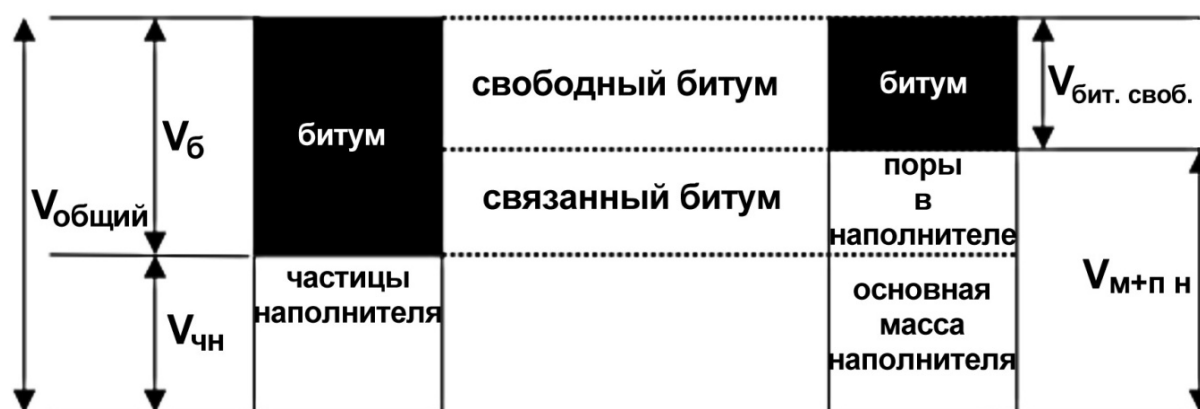 Vобщий
Vб
Vчн
битум
частицы
наполнителя
свободный битум
связанный битум
битум
поры
в
наполнителе
основная
масса
наполнителя
Vбит. своб.
Vм+п н